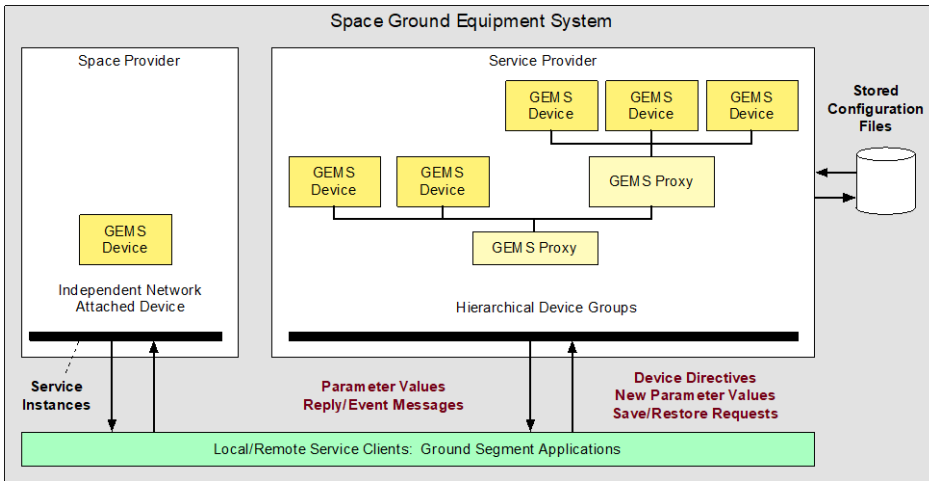 Space Ground Equipment System
Space Provider
Service Provider
GEMS
Device
GEMS
Device
GEMS
Device
Stored
Configuration
Files
GEMS
Device
GEMS
Device
GEMS Proxy
GEMS
Device
GEMS Proxy
Independent Network
Attached Device
Hierarchical Device Groups
Service
Instances
Parameter Values
Reply/Event Messages
Device Directives
New Parameter Values
Save/Restore Requests
Local/Remote Service Clients: Ground Segment Applications